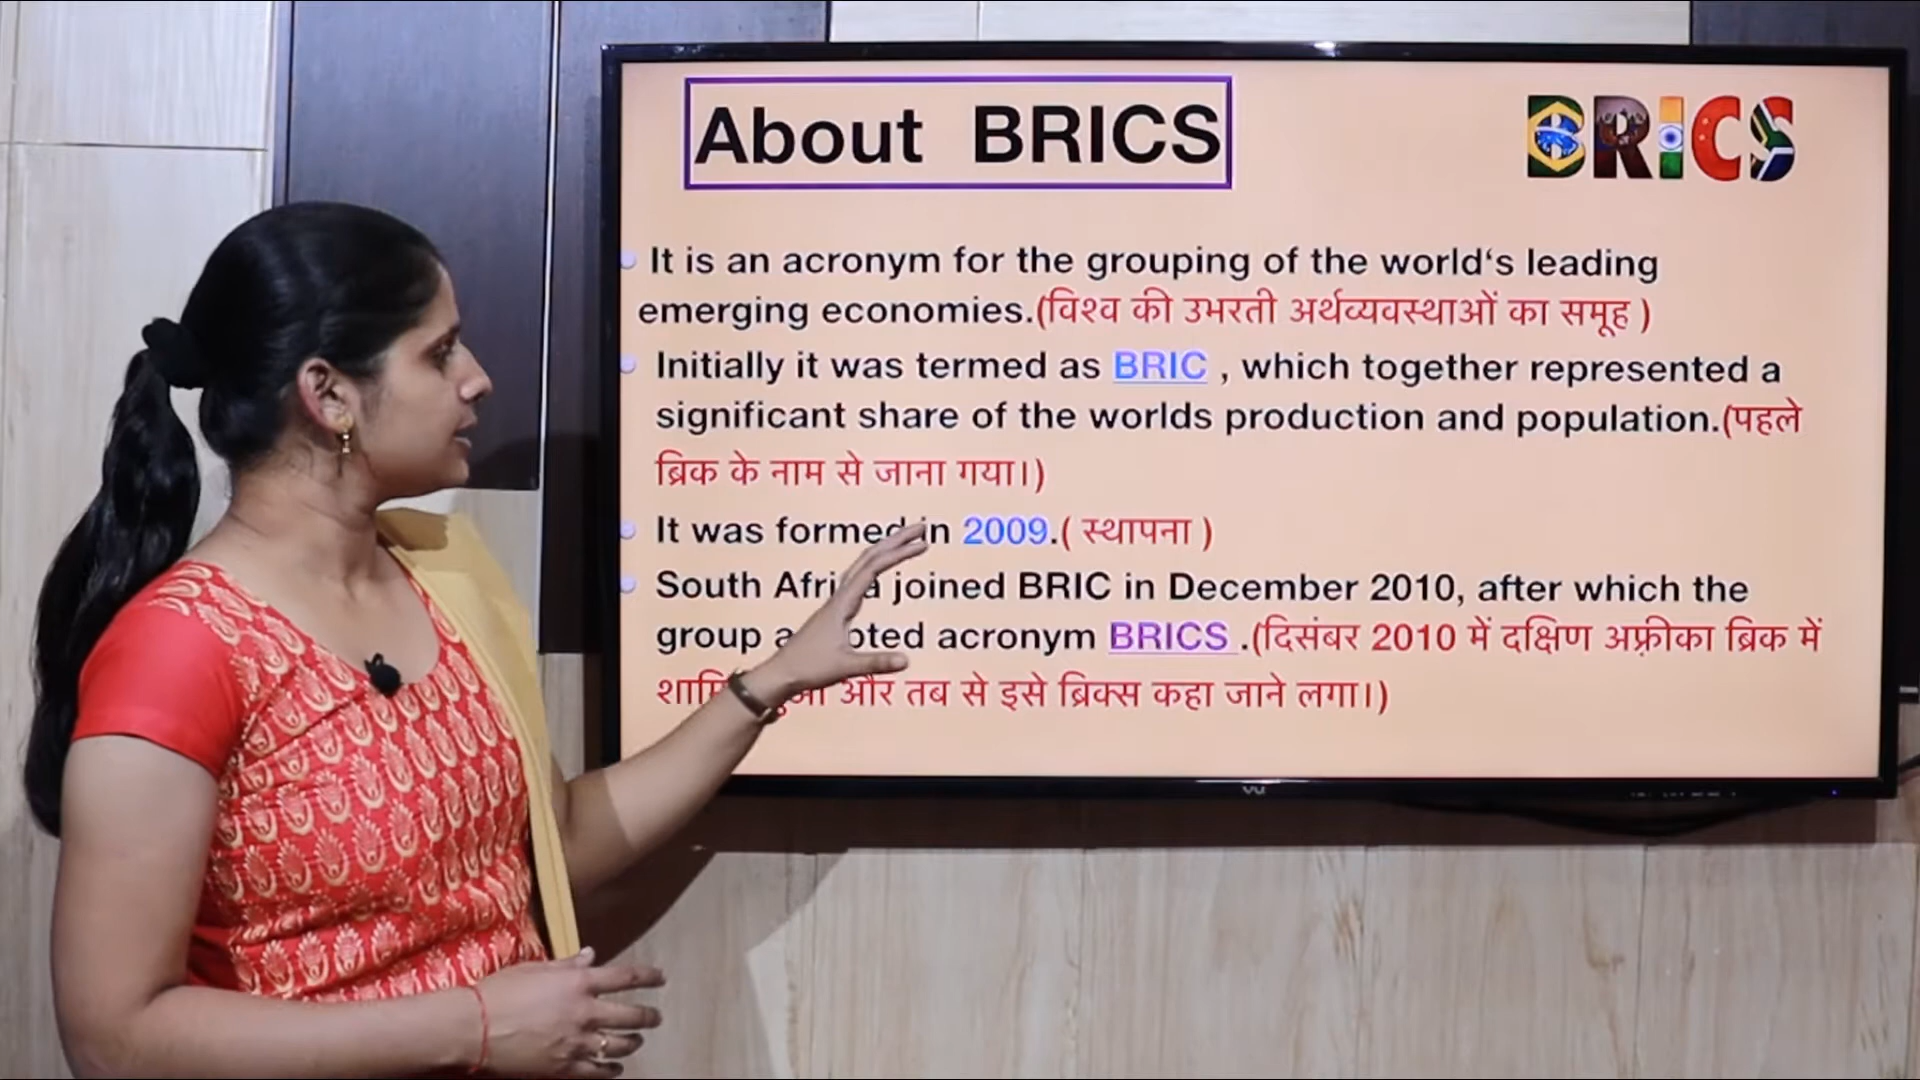 About BRICS
BRICS
It is an acronym for the grouping of the world‘s leading
emerging economies.(विश्व की उभरती अर्थव्यवस्थाओं का समूह )
Initially it was termed as BRIC , which together represented a
significant share of the worlds production and population.(पहले
ब्रिक के नाम से जाना गया।)
It was formed in 2009.( स्थापना )
South Africa joined BRIC in December 2010, after which the
group adopted acronym BRICS .(दिसंबर 2010 में दक्षिण अफ़्रीका ब्रिक में
और तब से इसे ब्रिक्स कहा जाने लगा।)
vu